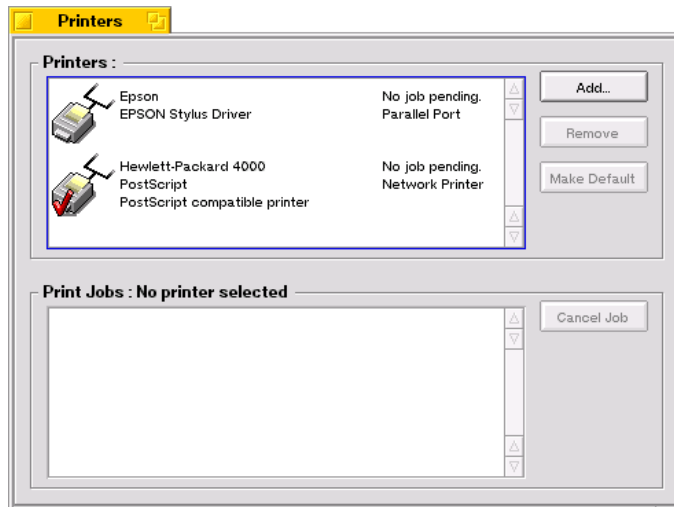 Printers
Printers :
Epson No job pending.
EPSON Stylus Driver Parallel Port
Hewlett-Packard 4000 No job pending.
PostScript Network Printer
PostScript compatible printer
Add...
Remove
Make Default
Print Jobs : No printer selected
Cancel Job